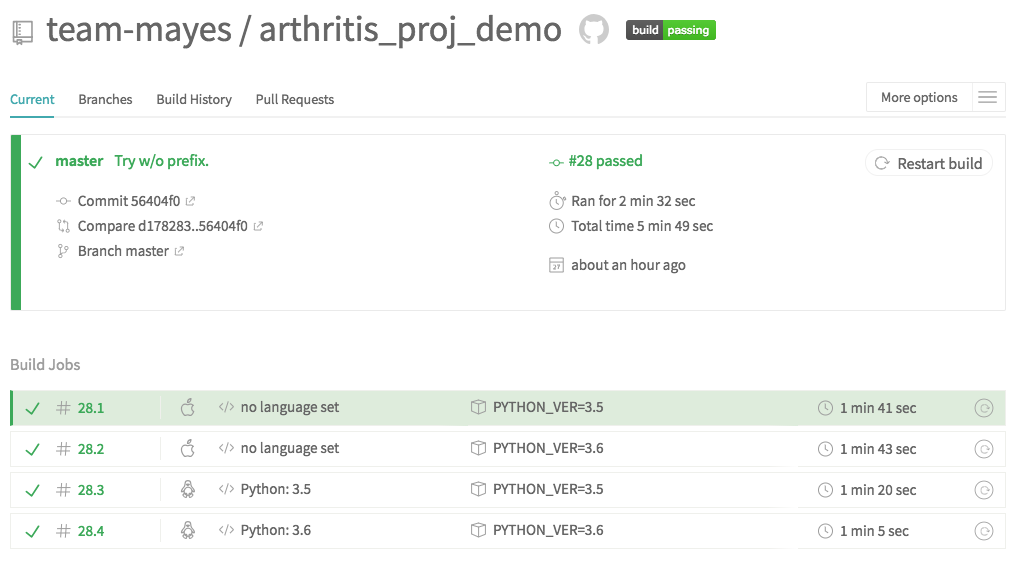 team-mayes / arthritis_proj_demo build passing
Current Branches Build History Pull Requests More options
master Try w/o prefix. #28 passed Restart build
Commit 56404f0 Ran for 2 min 32 sec
Compare d178283..56404f0 Total time 5 min 49 sec
Branch master
27 about an hour ago
Build Jobs
# 28.1 </> no language set PYTHON_VER=3.5 1 min 41 sec
# 28.2 </> no language set PYTHON_VER=3.6 1 min 43 sec
# 28.3 </> Python: 3.5 PYTHON_VER=3.5 1 min 20 sec
# 28.4 </> Python: 3.6 PYTHON_VER=3.6 1 min 5 sec